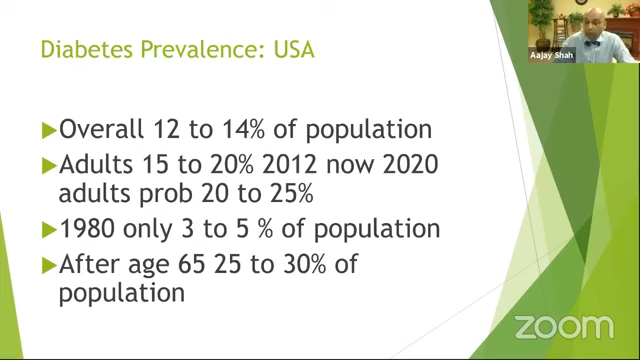 Diabetes Prevalence: USA
Aajay Shah
Overall 12 to 14% of population
Adults 15 to 20% 2012 now 2020
adults prob 20 to 25%
1980 only 3 to 5 % of population
After age 65 25 to 30% of
population
zoom